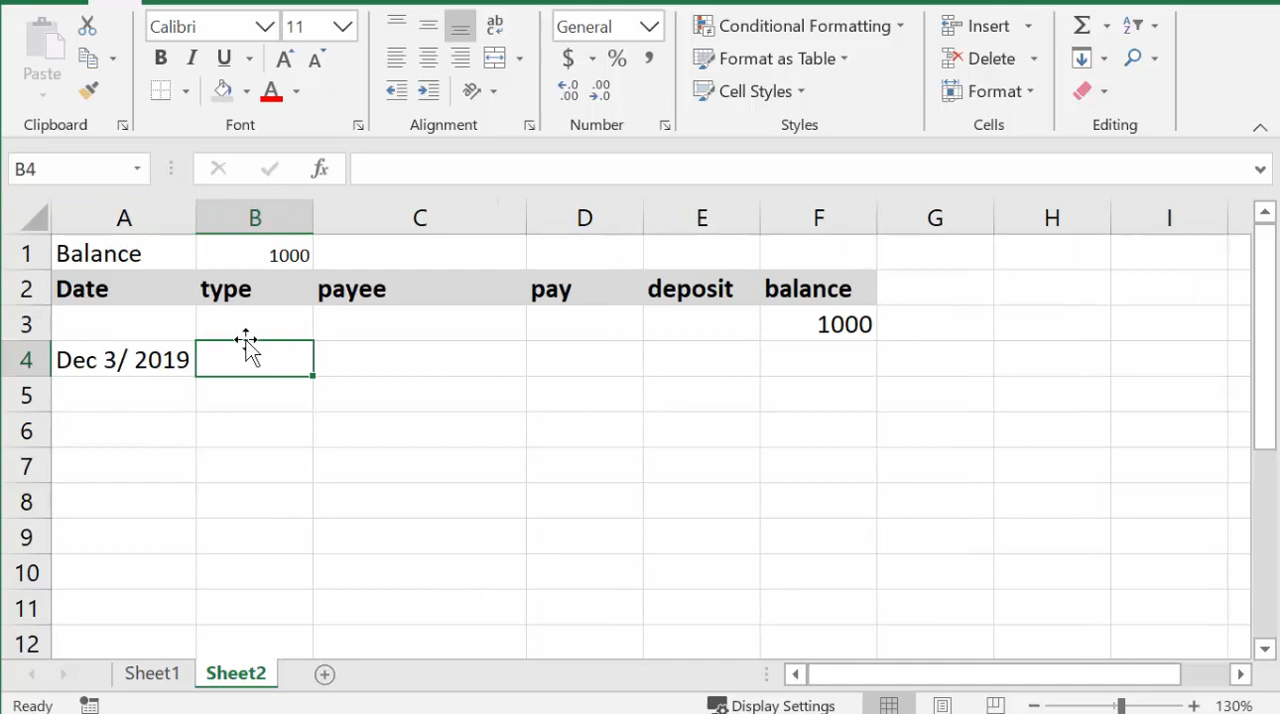 Calibri 11 ab General Conditional Formatting Insert Σ
Paste B I U A A $ % Format as Table Delete
A Cell Styles Format
Clipboard Font Alignment Number Styles Cells Editing
B4 fx
A B C D E F G H I
1 Balance 1000
2 Date type payee pay deposit balance
3 1000
4 Dec 3/ 2019
5
6
7
8
9
10
11
12
Sheet1 Sheet2
Ready Display Settings 130%